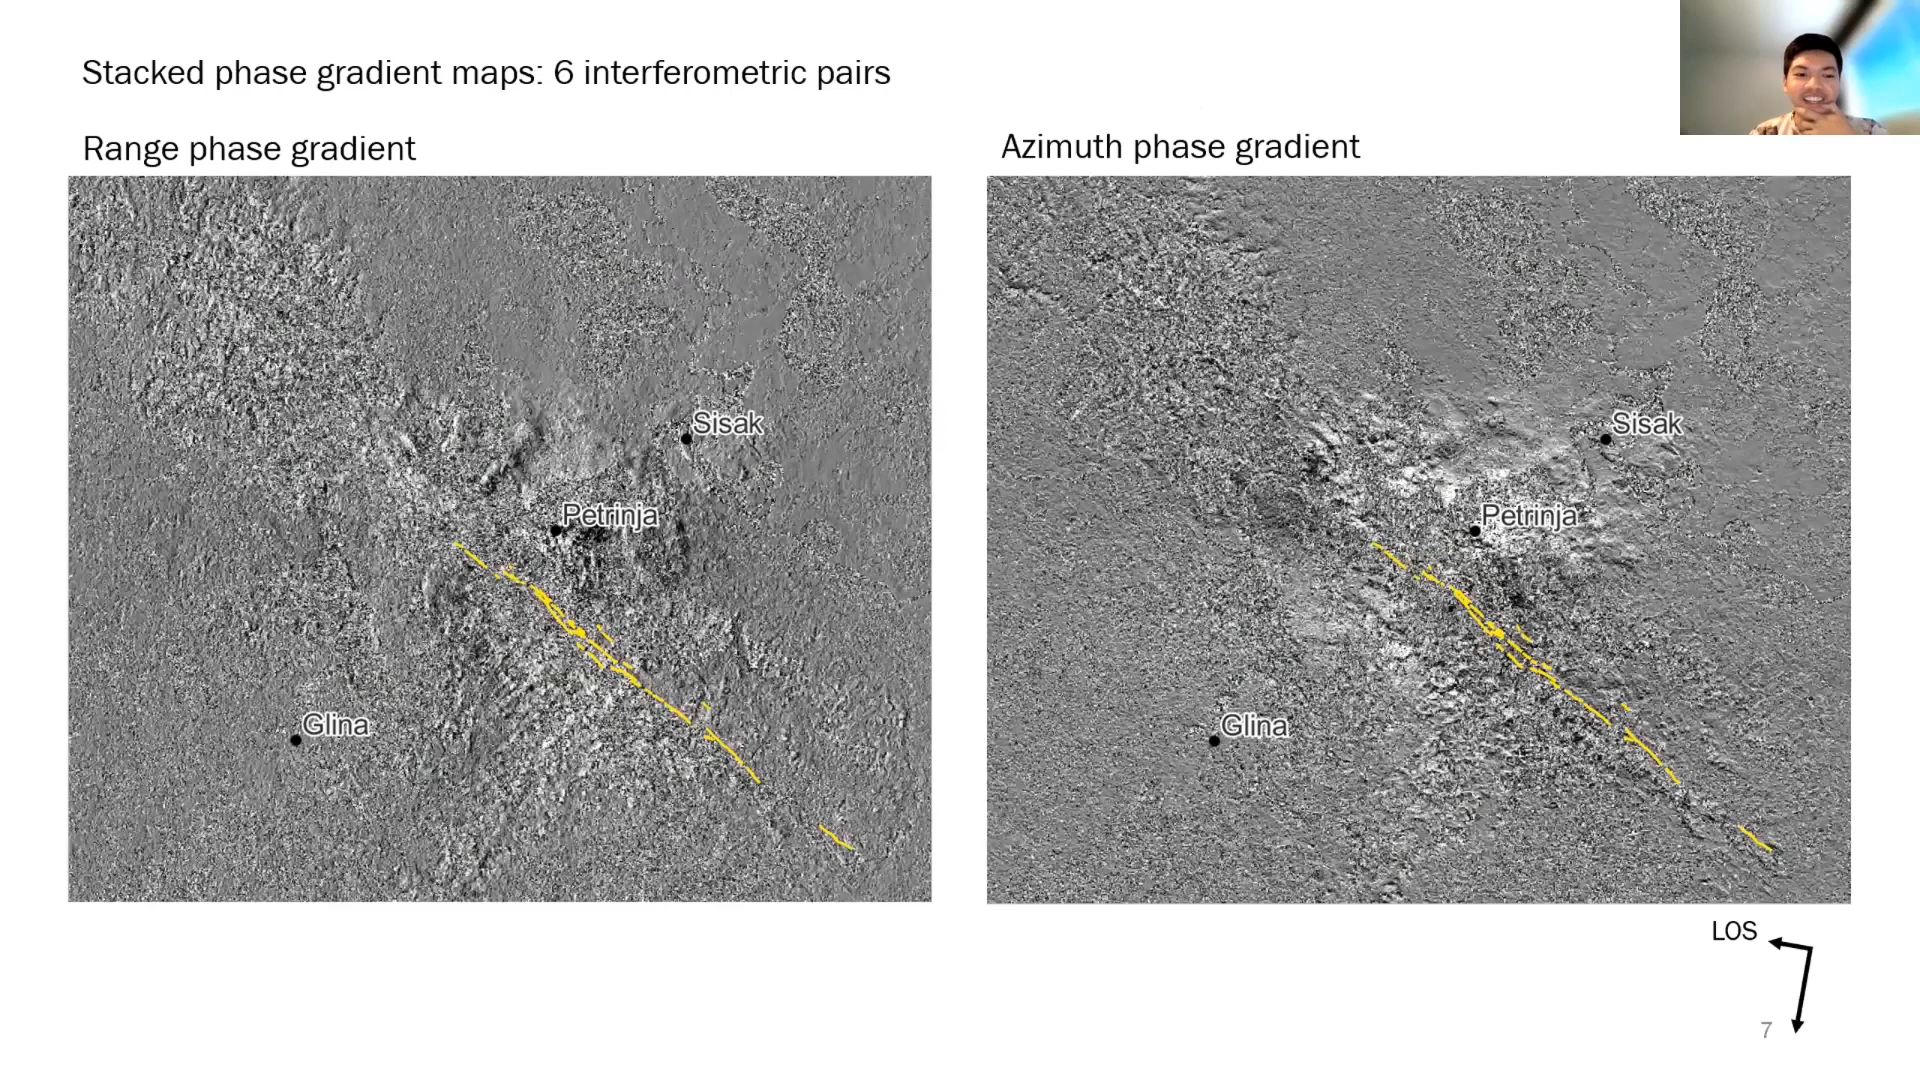 Stacked phase gradient maps: 6 interferometric pairs
Range phase gradient
Azimuth phase gradient
Sisak
Petrinja
Glina
Sisak
Petrinja
Glina
LOS
7